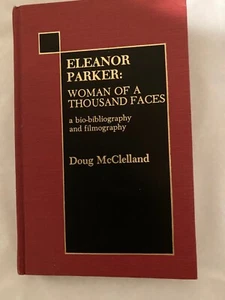 ELEANOR
PARKER:
WOMAN OF A
THOUSAND FACES
a bio-bibliography
and filmography
Doug McClelland